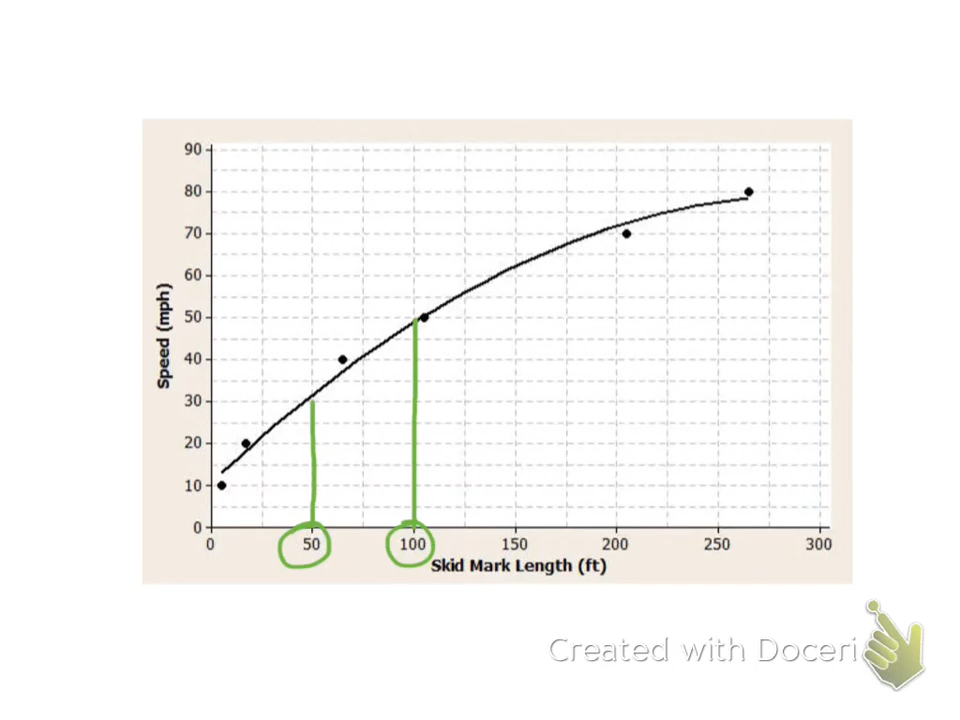 90
80
70
60
50
40
30
20
10
0
Speed (mph)
0 50 100 150 200 250 300
Skid Mark Length (ft)
Created with Doceri